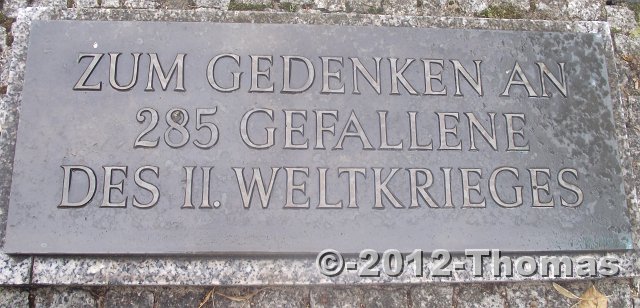 ZUM GEDENKEN AN
285 GEFALLENE
DES II. WELTKRIEGES
©-2012-Thomas